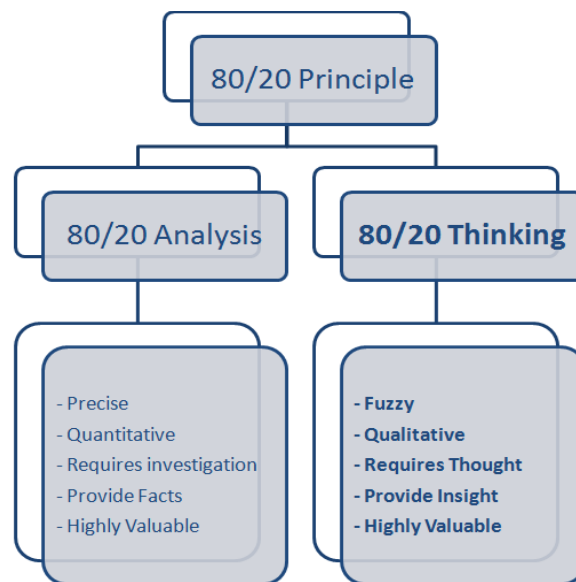 80/20 Principle
80/20 Analysis
80/20 Thinking
- Precise
- Quantitative
- Requires investigation
- Provide Facts
- Highly Valuable
- Fuzzy
- Qualitative
- Requires Thought
- Provide Insight
- Highly Valuable